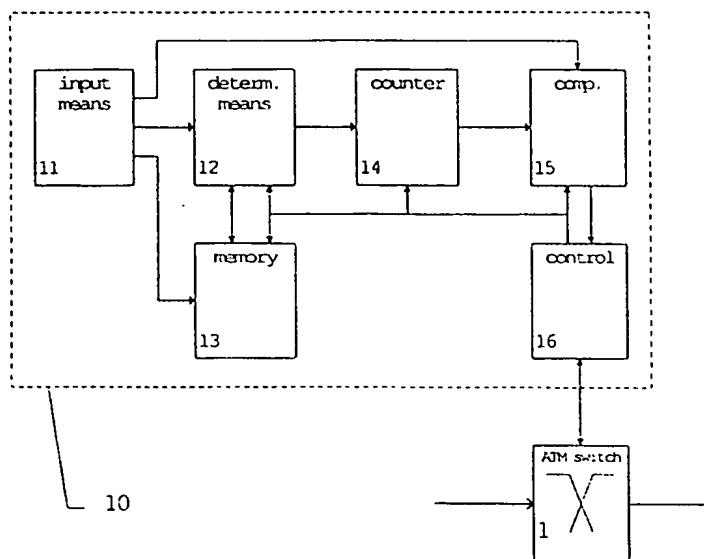 input
means
11
determ.
means
12
counter
14
comp.
15
memory
13
control
16
ATM switch
1
10